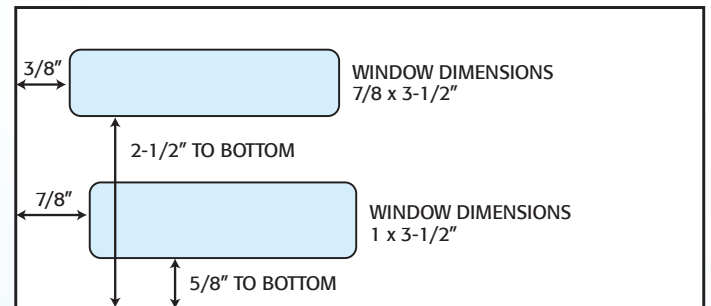 3/8"
WINDOW DIMENSIONS
7/8 x 3-1/2"
2-1/2" TO BOTTOM
7/8"
WINDOW DIMENSIONS
1 x 3-1/2"
5/8" TO BOTTOM